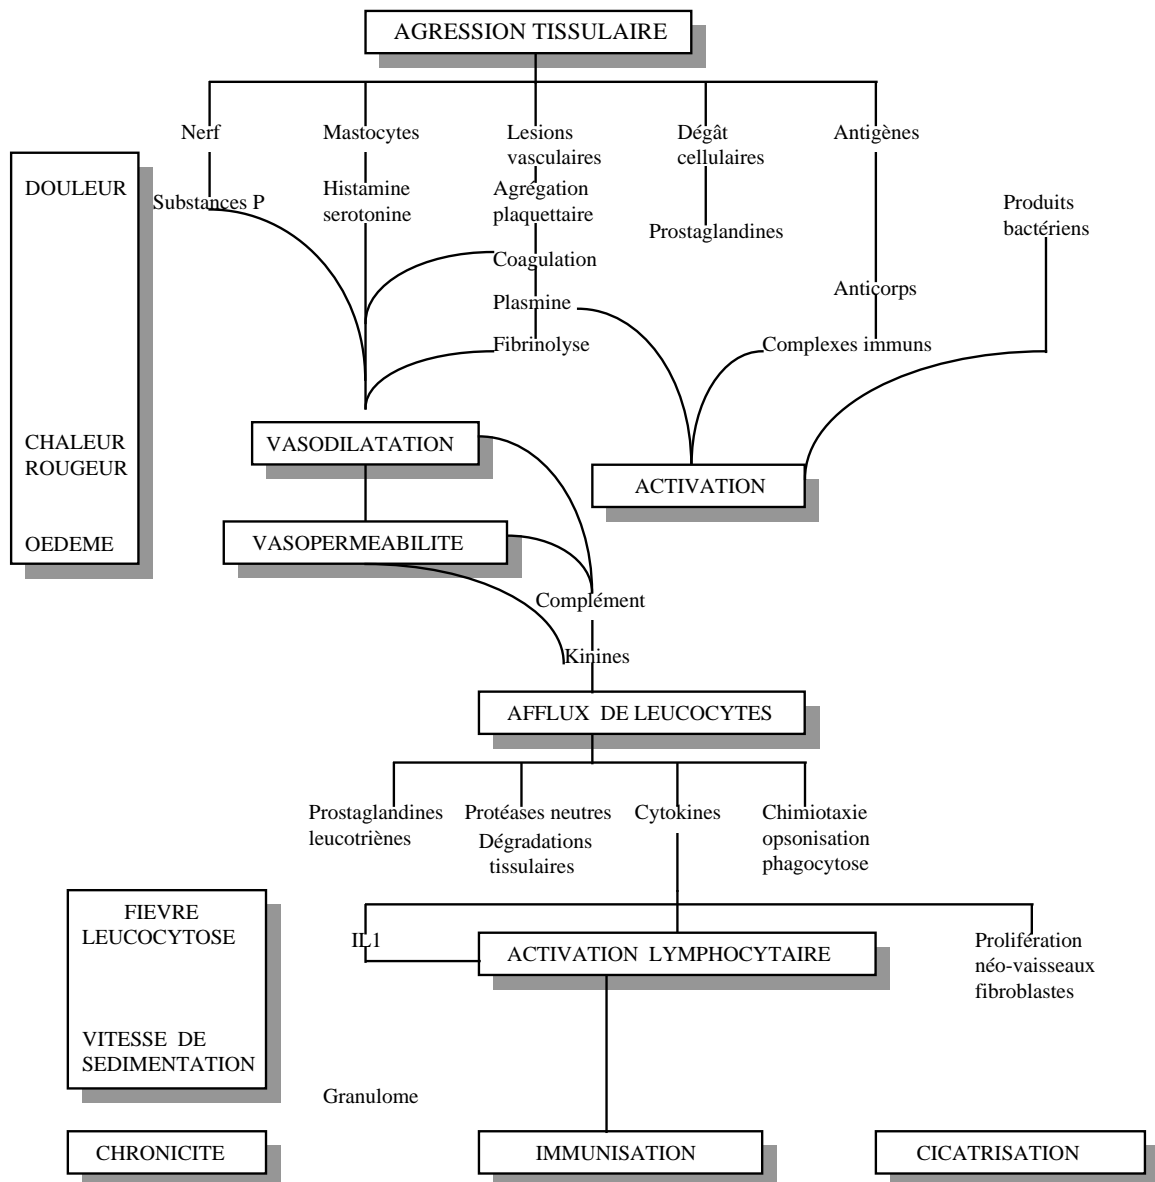 AGRESSION TISSULAIRE
Nerf
Mastocytes
Lesions
vasculaires
Dégât
cellulaires
Antigènes
DOULEUR
Substances P
Histamine
serotonine
Agrégation
plaquettaire
Prostaglandines
Produits
bactériens
Coagulation
Plasmine
Anticorps
Fibrinolyse
Complexes immuns
CHALEUR
ROUGEUR
VASODILATATION
ACTIVATION
OEDEME
VASOPERMEABILITE
Complément
Kinines
AFFLUX DE LEUCOCYTES
Prostaglandines
leucotriènes
Protéases neutres
Dégradations
tissulaires
Cytokines
Chimiotaxie
opsonisation
phagocytose
FIEVRE
LEUCOCYTOSE
IL1
ACTIVATION LYMPHOCYTAIRE
Prolifération
néo-vaisseaux
fibroblastes
VITESSE DE
SEDIMENTATION
Granulome
CHRONICITE
IMMUNISATION
CICATRISATION